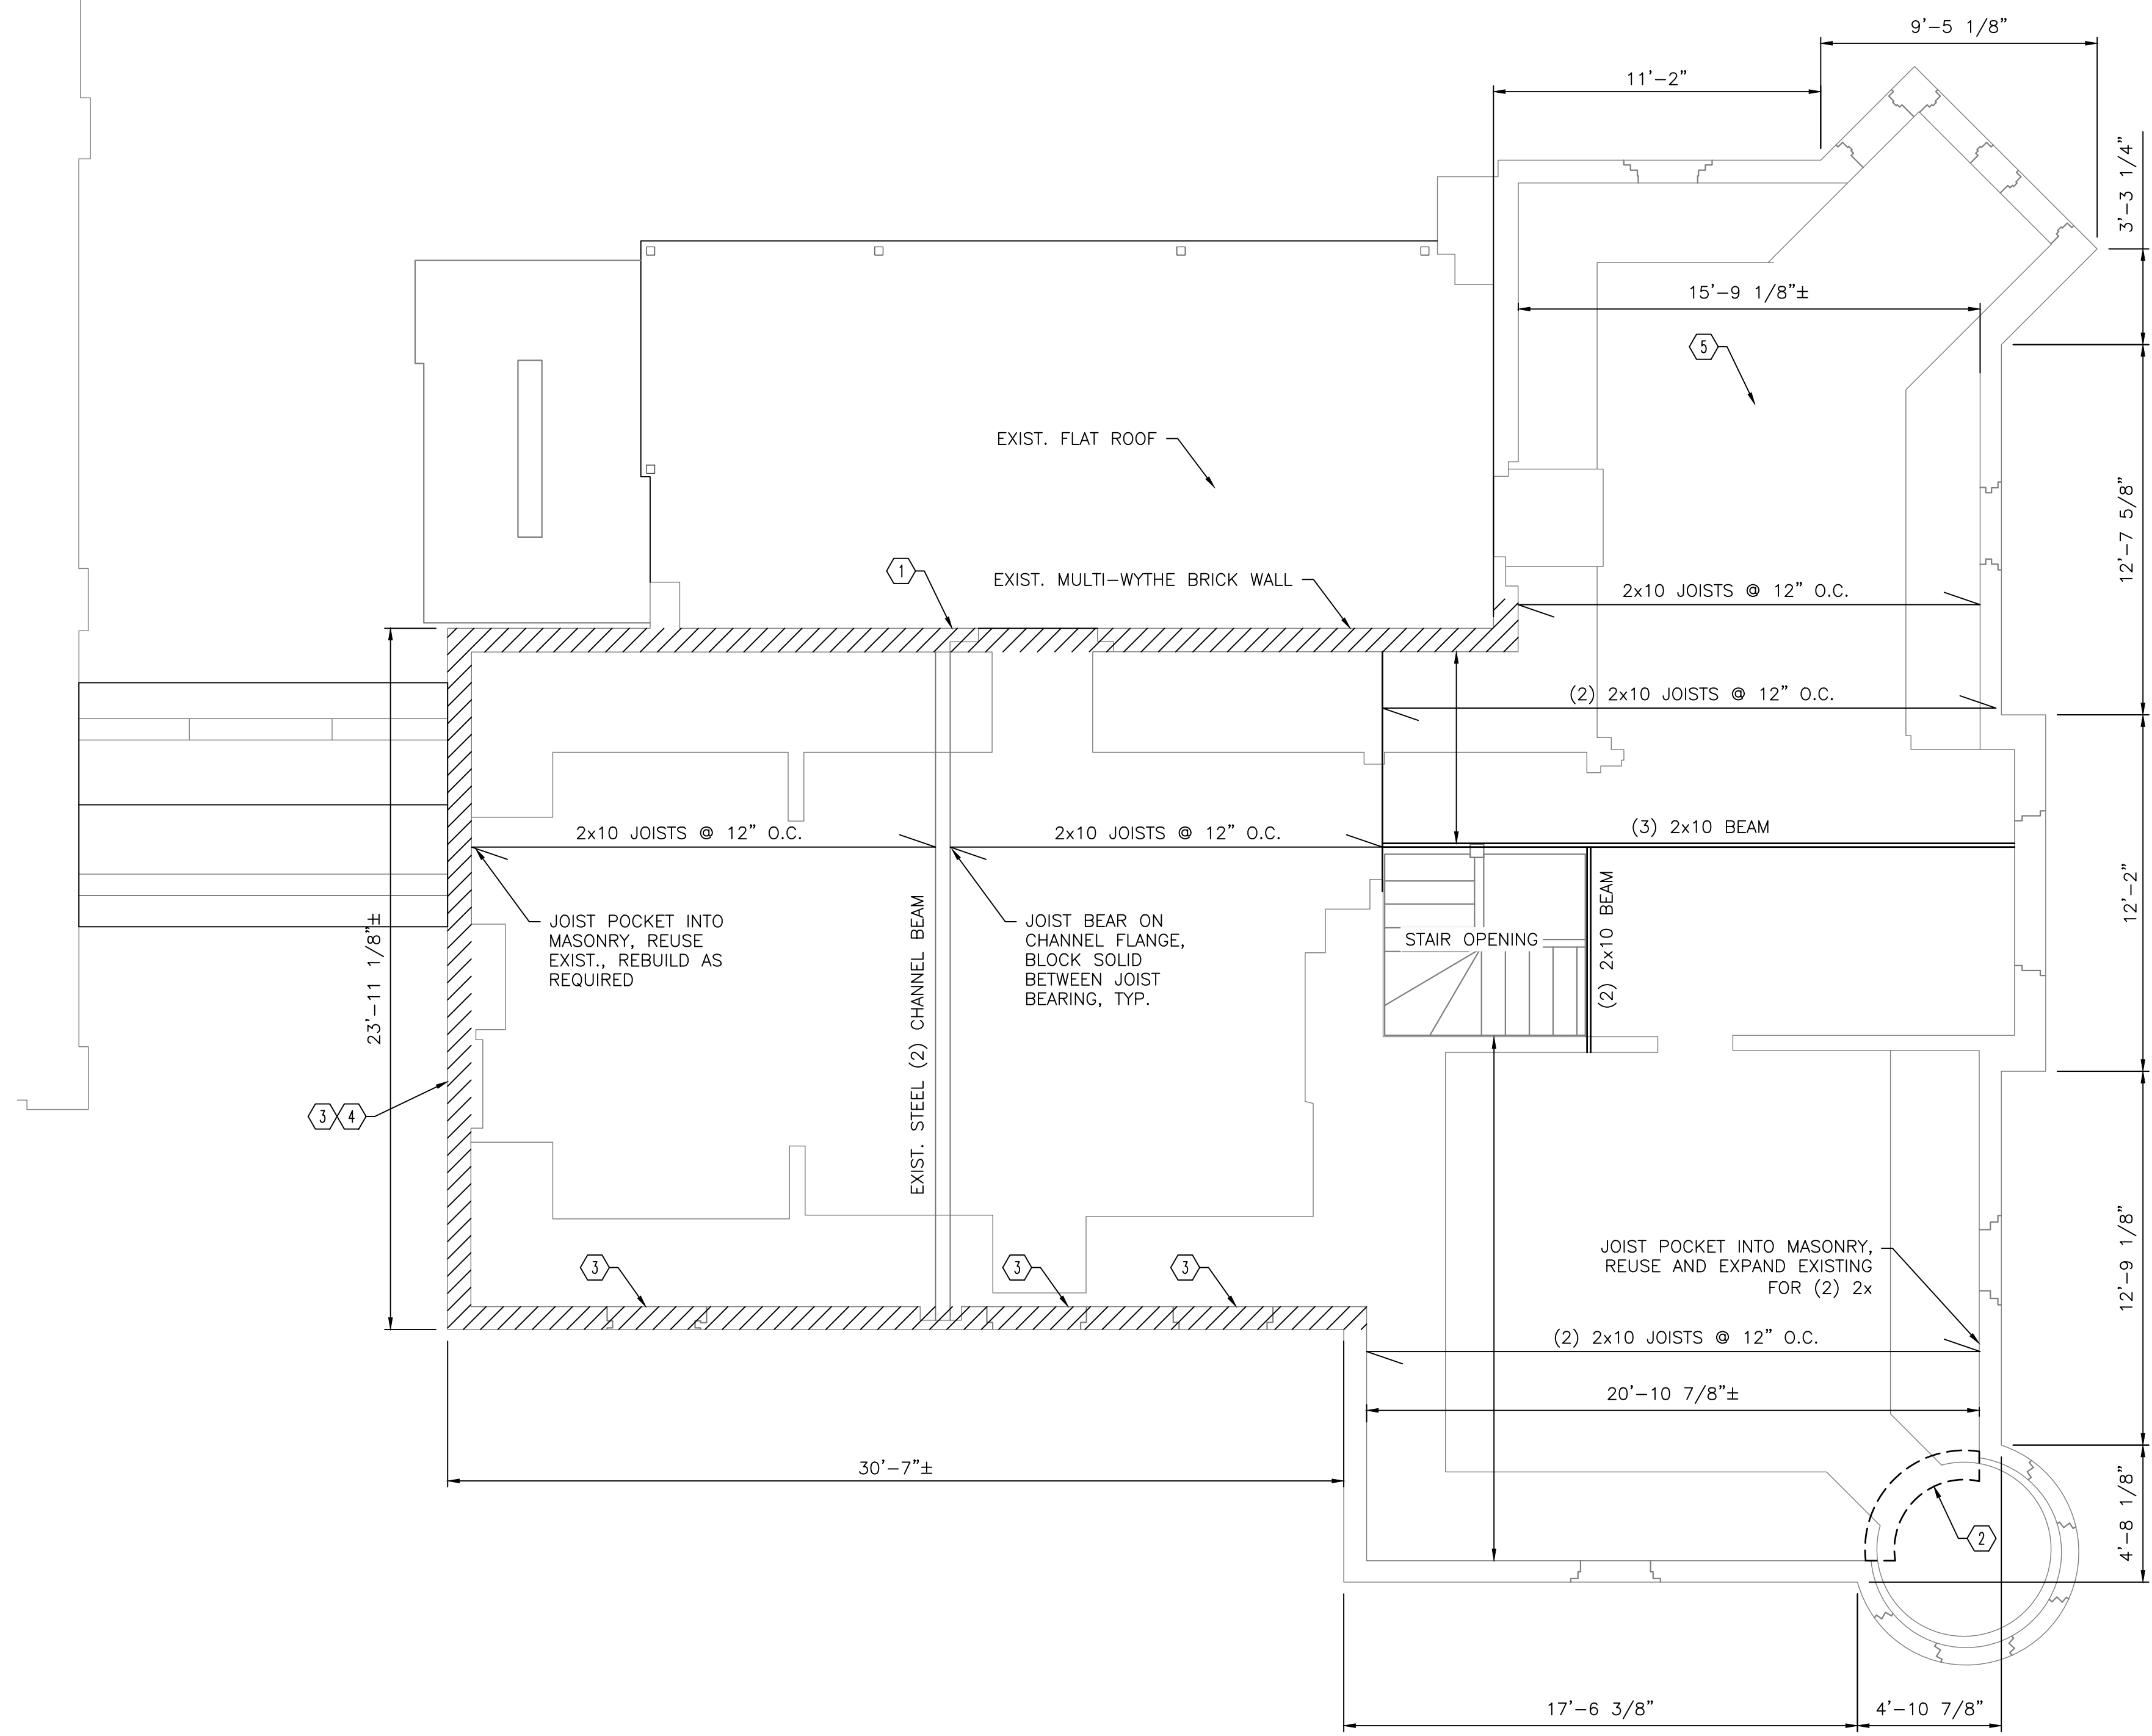 9'-5 1/8"
11'-2"
3'-3 1/4"
15'-9 1/8"±
5
EXIST. FLAT ROOF
12'-7 5/8"
1
EXIST. MULTI-WYTHE BRICK WALL
2x10 JOISTS @ 12" O.C.
(2) 2x10 JOISTS @ 12" O.C.
2x10 JOISTS @ 12" O.C.
2x10 JOISTS @ 12" O.C.
(3) 2x10 BEAM
JOIST POCKET INTO
MASONRY, REUSE
EXIST., REBUILD AS
REQUIRED
JOIST BEAR ON
CHANNEL FLANGE,
BLOCK SOLID
BETWEEN JOIST
BEARING, TYP.
STAIR OPENING
(2) 2x10 BEAM
12'-2"
23'-11 1/8"±
EXIST. STEEL (2) CHANNEL BEAM
3
4
3
3
3
JOIST POCKET INTO MASONRY,
REUSE AND EXPAND EXISTING
FOR (2) 2x
12'-9 1/8"
(2) 2x10 JOISTS @ 12" O.C.
20'-10 7/8"±
30'-7"±
4'-8 1/8"
2
17'-6 3/8"
4'-10 7/8"